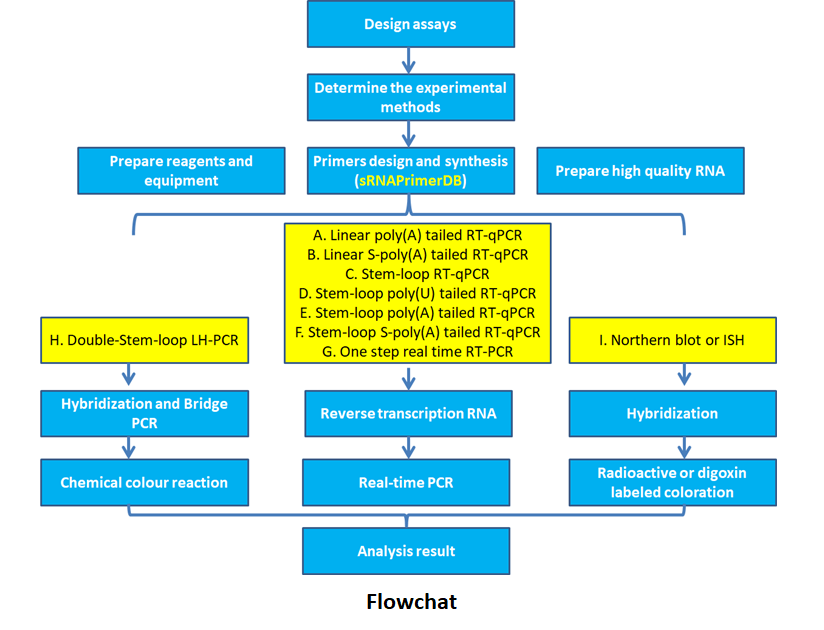 Design assays
Determine the experimental
methods
Prepare reagents and
equipment
Primers design and synthesis
(sRNAPrimerDB)
Prepare high quality RNA
A. Linear poly(A) tailed RT-qPCR
B. Linear S-poly(A) tailed RT-qPCR
C. Stem-loop RT-qPCR
D. Stem-loop poly(U) tailed RT-qPCR
E. Stem-loop poly(A) tailed RT-qPCR
F. Stem-loop S-poly(A) tailed RT-qPCR
G. One step real time RT-PCR
H. Double-Stem-loop LH-PCR
I. Northern blot or ISH
Hybridization and Bridge
PCR
Reverse transcription RNA
Hybridization
Chemical colour reaction
Real-time PCR
Radioactive or digoxin
labeled coloration
Analysis result
Flowchat